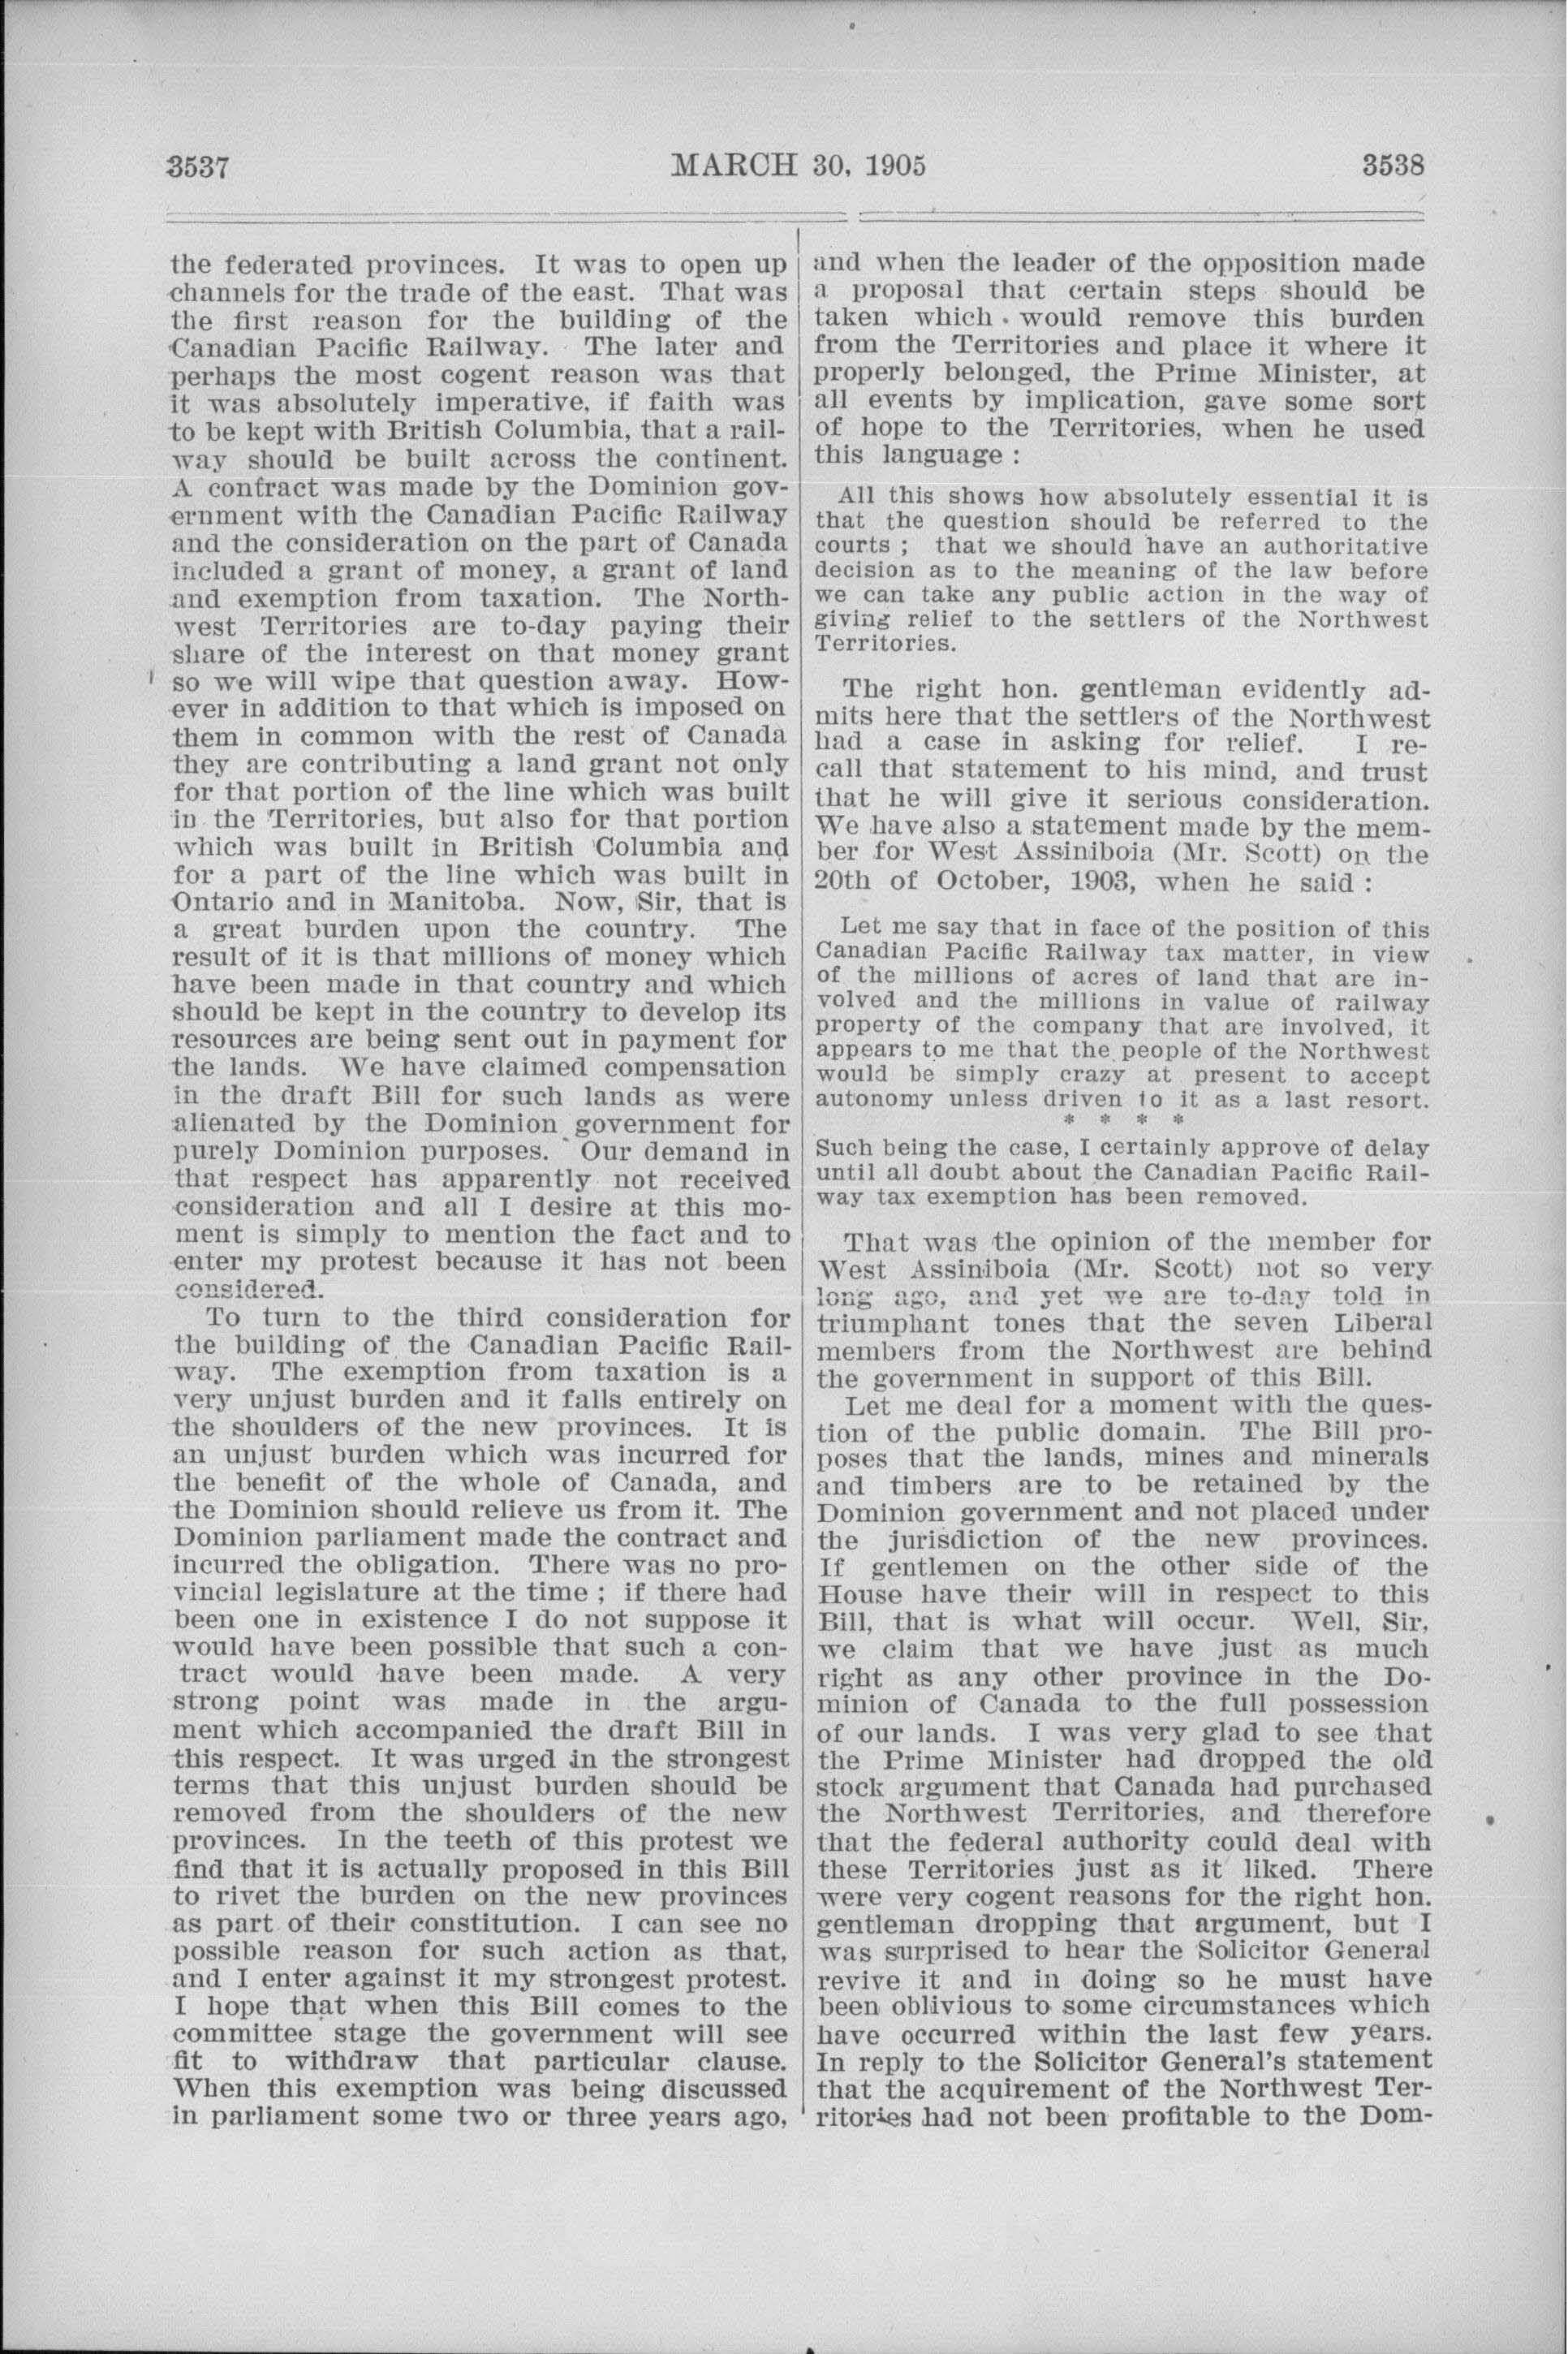 3537
MARCH 30, 1905
3538
the federated provinces. It was to open up
channels for the trade of the east. That was
the first reason for the building of the
Canadian Pacific Railway. The later and
perhaps the most cogent reason was that
it was absolutely imperative, if faith was
to be kept with British Columbia, that a rail-
way should be built across the continent.
A contract was made by the Dominion gov-
ernment with the Canadian Pacific Railway
and the consideration on the part of Canada
included a grant of money, a grant of land
and exemption from taxation. The North-
west Territories are to-day paying their
share of the interest on that money grant
so we will wipe that question away. How-
ever in addition to that which is imposed on
them in common with the rest of Canada
they are contributing a land grant not only
for that portion of the line which was built
in the Territories, but also for that portion
which was built in British Columbia and
for a part of the line which was built in
Ontario and in Manitoba. Now, Sir, that is
a great burden upon the country. The
result of it is that millions of money which
have been made in that country and which
should be kept in the country to develop its
resources are being sent out in payment for
the lands. We have claimed compensation
in the draft Bill for such lands as were
alienated by the Dominion government for
purely Dominion purposes. Our demand in
that respect has apparently not received
consideration and all I desire at this mo-
ment is simply to mention the fact and to
enter my protest because it has not been
considered.
To turn to the third consideration for
the building of the Canadian Pacific Rail-
way. The exemption from taxation is a
very unjust burden and it falls entirely on
the shoulders of the new provinces. It is
an unjust burden which was incurred for
the benefit of the whole of Canada, and
the Dominion should relieve us from it. The
Dominion parliament made the contract and
incurred the obligation. There was no pro-
vincial legislature at the time ; if there had
been one in existence I do not suppose it
would have been possible that such a con-
tract would have been made. A very
strong point was made in the argu-
ment which accompanied the draft Bill in
this respect. It was urged in the strongest
terms that this unjust burden should be
removed from the shoulders of the new
provinces. In the teeth of this protest we
find that it is actually proposed in this Bill
to rivet the burden on the new provinces
as part of their constitution. I can see no
possible reason for such action as that,
and I enter against it my strongest protest.
I hope that when this Bill comes to the
committee stage the government will see
fit to withdraw that particular clause.
When this exemption was being discussed
in parliament some two or three years ago,
and when the leader of the opposition made
a proposal that certain steps should be
taken which would remove this burden
from the Territories and place it where it
properly belonged, the Prime Minister, at
all events by implication, gave some sort
of hope to the Territories, when he used
this language :
All this shows how absolutely essential it is
that the question should be referred to the
courts ; that we should have an authoritative
decision as to the meaning of the law before
we can take any public action in the way of
giving relief to the settlers of the Northwest
Territories.
The right hon. gentleman evidently ad-
mits here that the settlers of the Northwest
had a case in asking for relief. I re-
call that statement to his mind, and trust
that he will give it serious consideration.
We have also a statement made by the mem-
ber for West Assiniboia (Mr. Scott) on the
20th of October, 1903, when he said :
Let me say that in face of the position of this
Canadian Pacific Railway tax matter, in view
of the millions of acres of land that are in-
volved and the millions in value of railway
property of the company that are involved, it
appears to me that the people of the Northwest
would be simply crazy at present to accept
autonomy unless driven to it as a last resort.
* * * *
Such being the case, I certainly approve of delay
until all doubt about the Canadian Pacific Rail-
way tax exemption has been removed.
That was the opinion of the member for
West Assiniboia (Mr. Scott) not so very
long ago, and yet we are to-day told in
triumphant tones that the seven Liberal
members from the Northwest are behind
the government in support of this Bill.
Let me deal for a moment with the ques-
tion of the public domain. The Bill pro-
poses that the lands, mines and minerals
and timbers are to be retained by the
Dominion government and not placed under
the jurisdiction of the new provinces.
If gentlemen on the other side of the
House have their will in respect to this
Bill, that is what will occur. Well, Sir,
we claim that we have just as much
right as any other province in the Do-
minion of Canada to the full possession
of our lands. I was very glad to see that
the Prime Minister had dropped the old
stock argument that Canada had purchased
the Northwest Territories, and therefore
that the federal authority could deal with
these Territories just as it liked. There
were very cogent reasons for the right hon.
gentleman dropping that argument, but I
was surprised to hear the Solicitor General
revive it and in doing so he must have
been oblivious to some circumstances which
have occurred within the last few years.
In reply to the Solicitor General's statement
that the acquirement of the Northwest Ter-
ritories had not been profitable to the Dom-